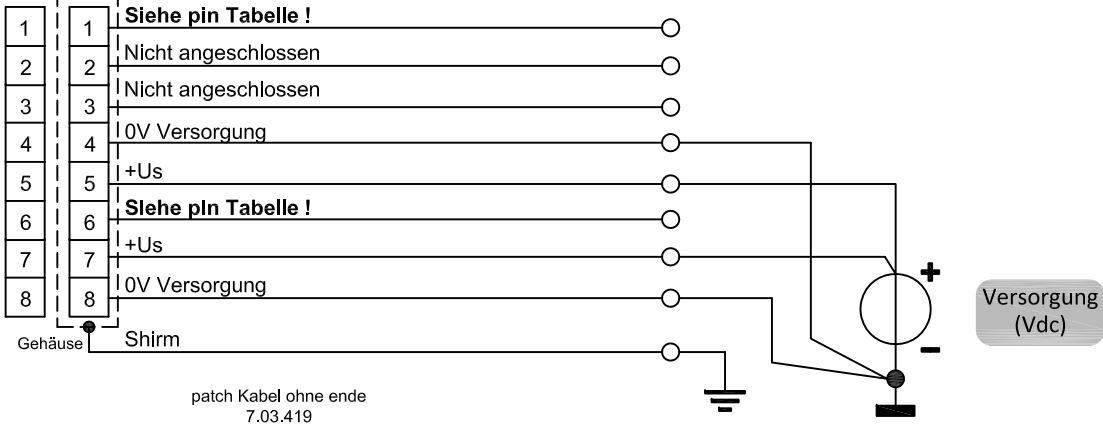 1 1 Siehe pin Tabelle !
2 2 Nicht angeschlossen
3 3 Nicht angeschlossen
4 4 0V Versorgung
5 5 +Us
6 6 SIehe pIn Tabelle !
7 7 +Us
8 8 0V Versorgung
Gehäuse Shirm
+
Versorgung
(Vdc)
–
patch Kabel ohne ende
7.03.419